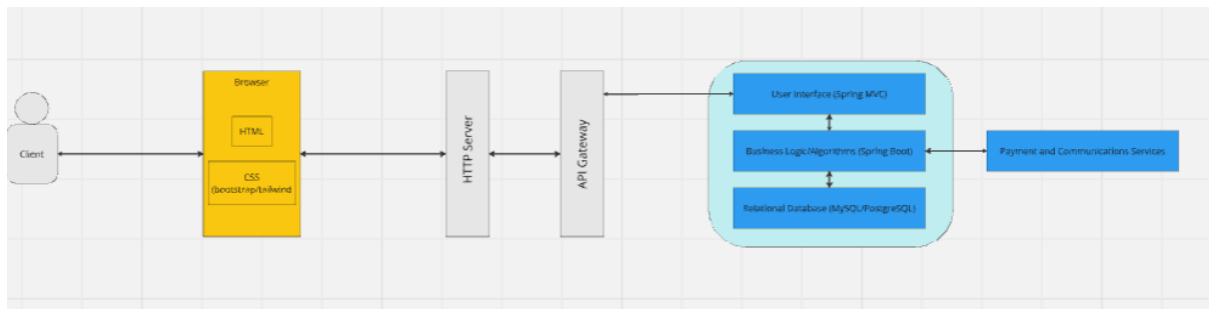 Client
Browser
HTML
CSS
(bootstrap/tailwind
HTTP Server
API Gateway
User Interface (Spring MVC)
Business Logic/Algorithms (Spring Boot)
Relational Database (MySQL/PostgreSQL)
Payment and Communications Services